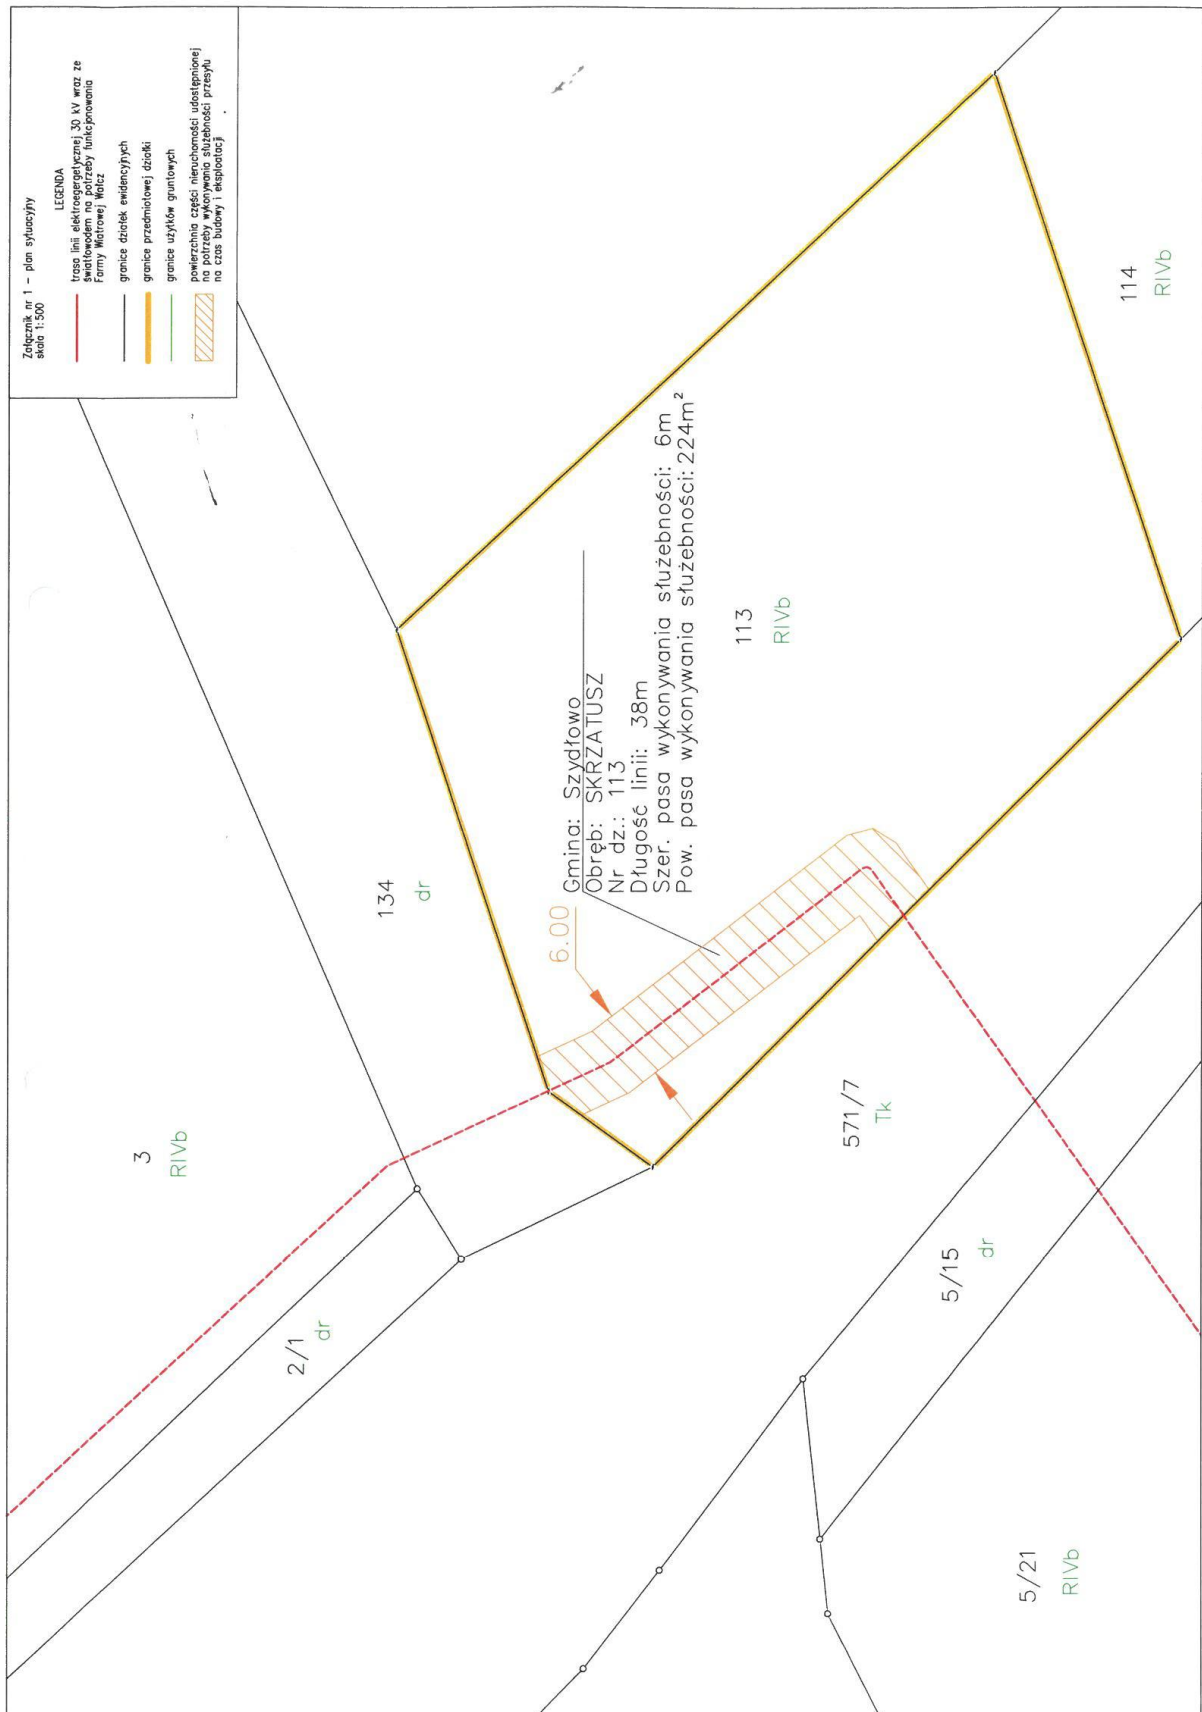 Załącznik nr 1 - plan sytuacyjny
skala 1:500
LEGENDA
trasa linii elektroegergetycznej 30 kV wraz ze
światłowodem na potrzeby funkcjonowania
Farmy Wiatrowej Wałcz
granice działek ewidencyjnych
granice przedmiotowej działki
granice użytków gruntowych
powierzchnia części nieruchomości udostępnionej
na potrzeby wykonywania służebności przesyłu
na czas budowy i eksploatacji
3
RIVb
2/1
dr
134
dr
6.00
Gmina: Szydłowo
Obręb: SKRZATUSZ
Nr dz.: 113
Długość linii: 38m
Szer. pasa wykonywania służebności: 6m
Pow. pasa wykonywania służebności: 224m²
113
RIVb
114
RIVb
571/7
Tk
5/15
dr
5/21
RIVb